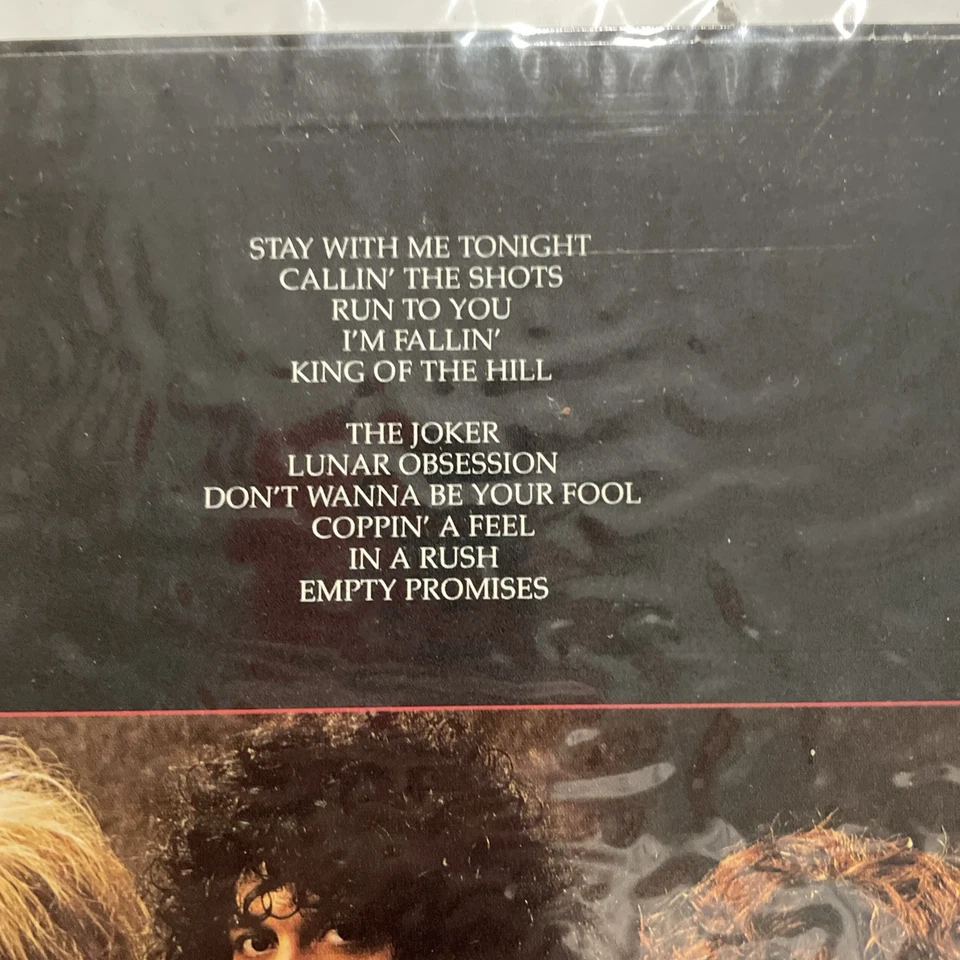 STAY WITH ME TONIGHT
CALLIN' THE SHOTS
RUN TO YOU
I'M FALLIN'
KING OF THE HILL
THE JOKER
LUNAR OBSESSION
DON'T WANNA BE YOUR FOOL
COPPIN' A FEEL
IN A RUSH
EMPTY PROMISES